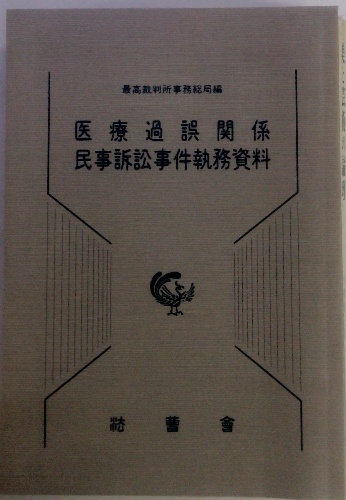 最高裁判所事務総局編
医療過誤関係
民事訴訟事件執務資料
法曹會